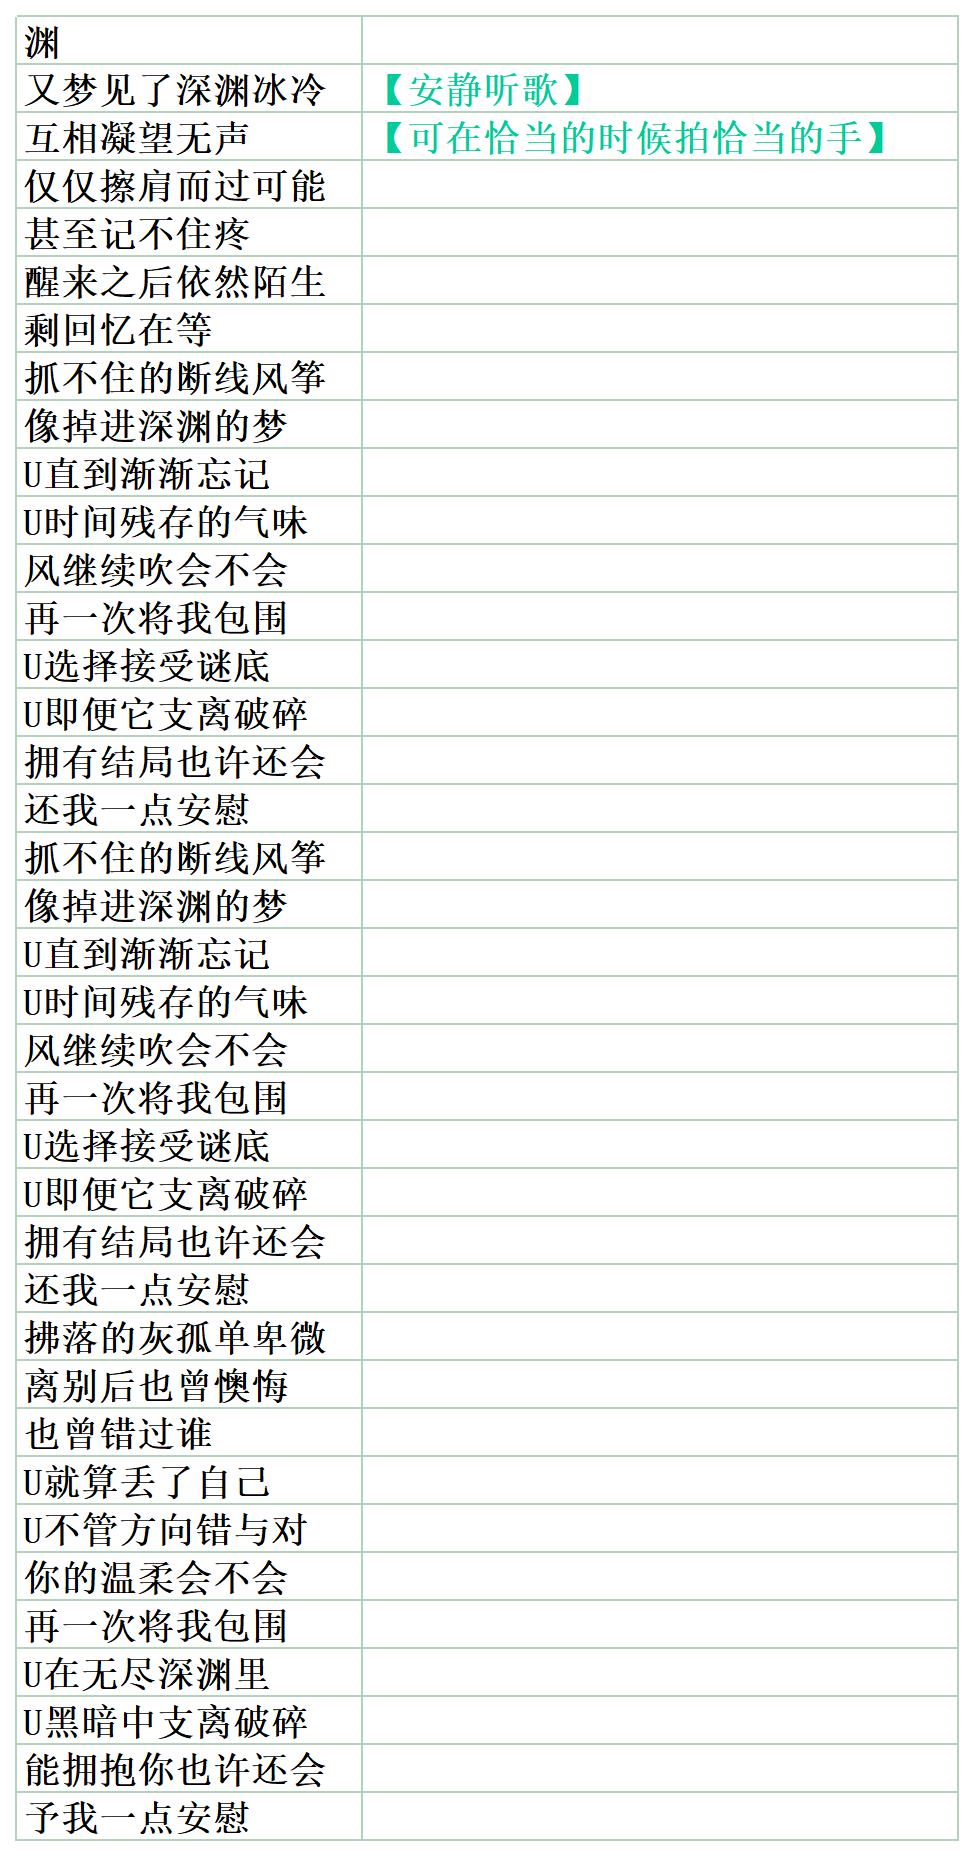 渊
又梦见了深渊冰冷 【安静听歌】
互相凝望无声 【可在恰当的时候拍恰当的手】
仅仅擦肩而过可能
甚至记不住疼
醒来之后依然陌生
剩回忆在等
抓不住的断线风筝
像掉进深渊的梦
U直到渐渐忘记
U时间残存的气味
风继续吹会不会
再一次将我包围
U选择接受谜底
U即便它支离破碎
拥有结局也许还会
还我一点安慰
抓不住的断线风筝
像掉进深渊的梦
U直到渐渐忘记
U时间残存的气味
风继续吹会不会
再一次将我包围
U选择接受谜底
U即便它支离破碎
拥有结局也许还会
还我一点安慰
拂落的灰孤单卑微
离别后也曾懊悔
也曾错过谁
U就算丢了自己
U不管方向错与对
你的温柔会不会
再一次将我包围
U在无尽深渊里
U黑暗中支离破碎
能拥抱你也许还会
予我一点安慰